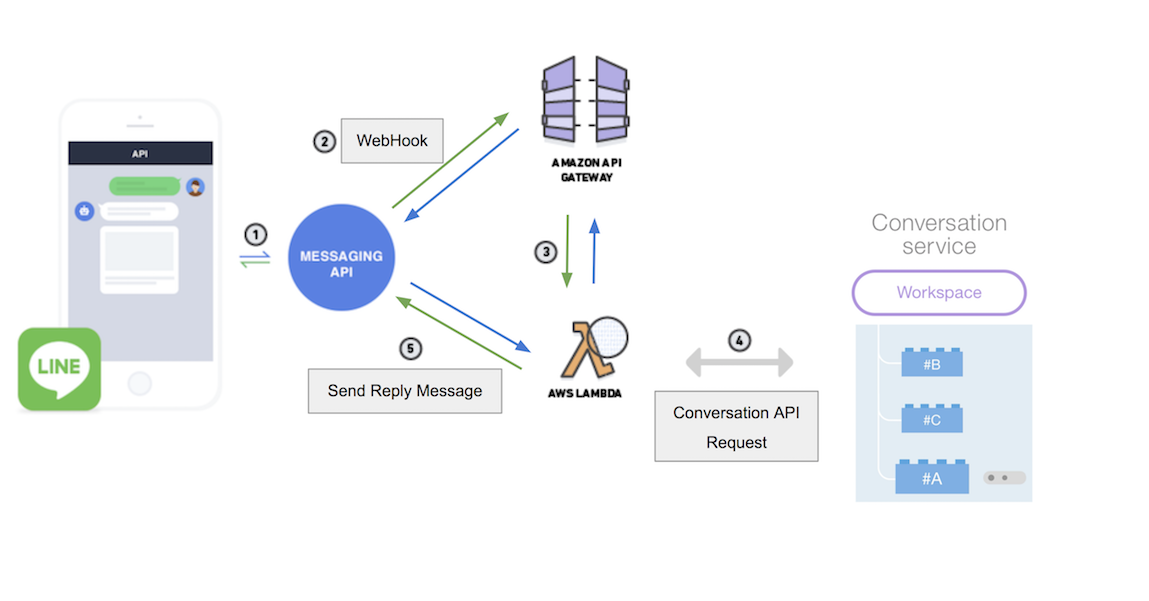 API
LINE
1
2
WebHook
MESSAGING
API
AMAZON API
GATEWAY
3
5
Send Reply Message
AWS LAMBDA
4
Conversation API
Request
Conversation
service
Workspace
#B
#C
#A